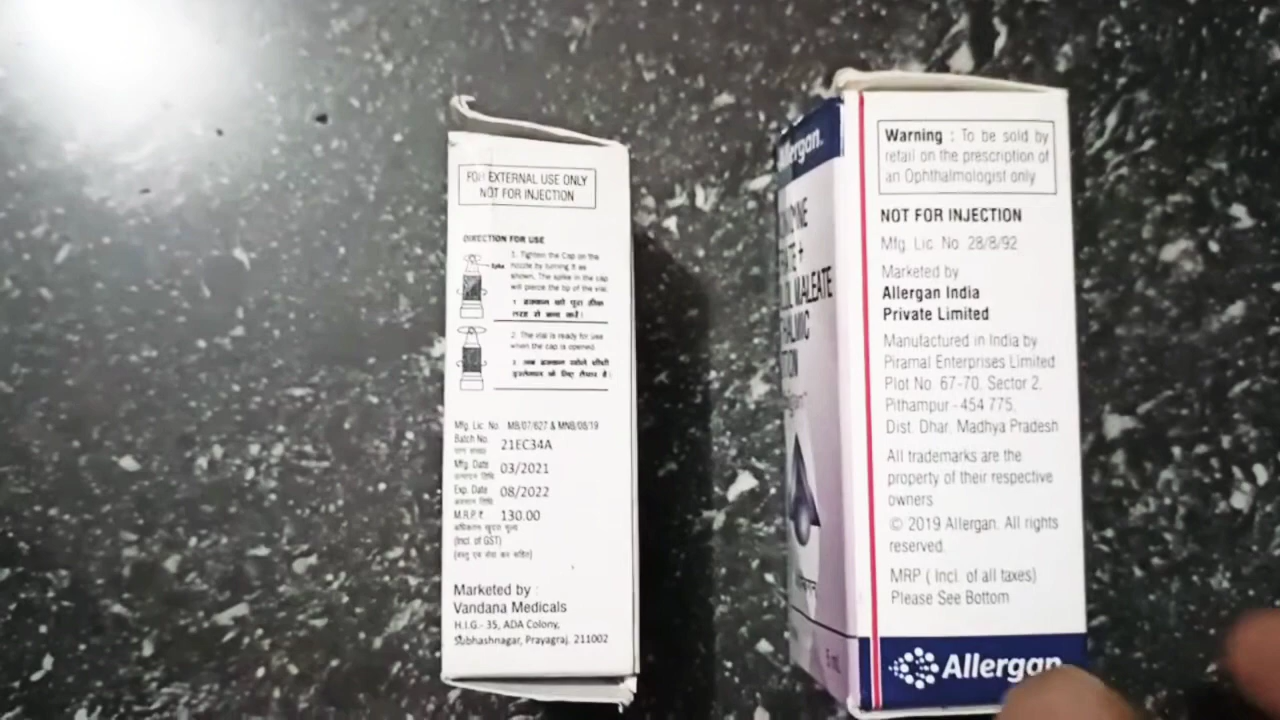 FOR EXTERNAL USE ONLY
NOT FOR INJECTION
DIRECTION FOR USE
1. Tighten the Cap on the
nozzle by turning it as
shown. The spike in the cap
will pierce the tip of the vial.
2. The vial is ready for use
when the cap is opened.
Mfg. Lic. No. MB/07/627 & MNB/08/19
Batch No. 21EC34A
Mfg. Date 03/2021
Exp. Date 08/2022
M.R.P.₹ 130.00
(Incl. of GST)
Marketed by :
Vandana Medicals
H.I.G.- 35, ADA Colony,
Subhashnagar, Prayagraj. 211002
Allergan
MALEATE
5 mL
Warning : To be sold by
retail on the prescription of
an Ophthalmologist only
NOT FOR INJECTION
Mfg. Lic. No. 28/8/92
Marketed by
Allergan India
Private Limited
Manufactured in India by
Piramal Enterprises Limited
Plot No. 67-70, Sector 2,
Pithampur - 454 775,
Dist. Dhar, Madhya Pradesh
All trademarks are the
property of their respective
owners
© 2019 Allergan. All rights
reserved.
MRP ( Incl. of all taxes)
Please See Bottom
Allergan